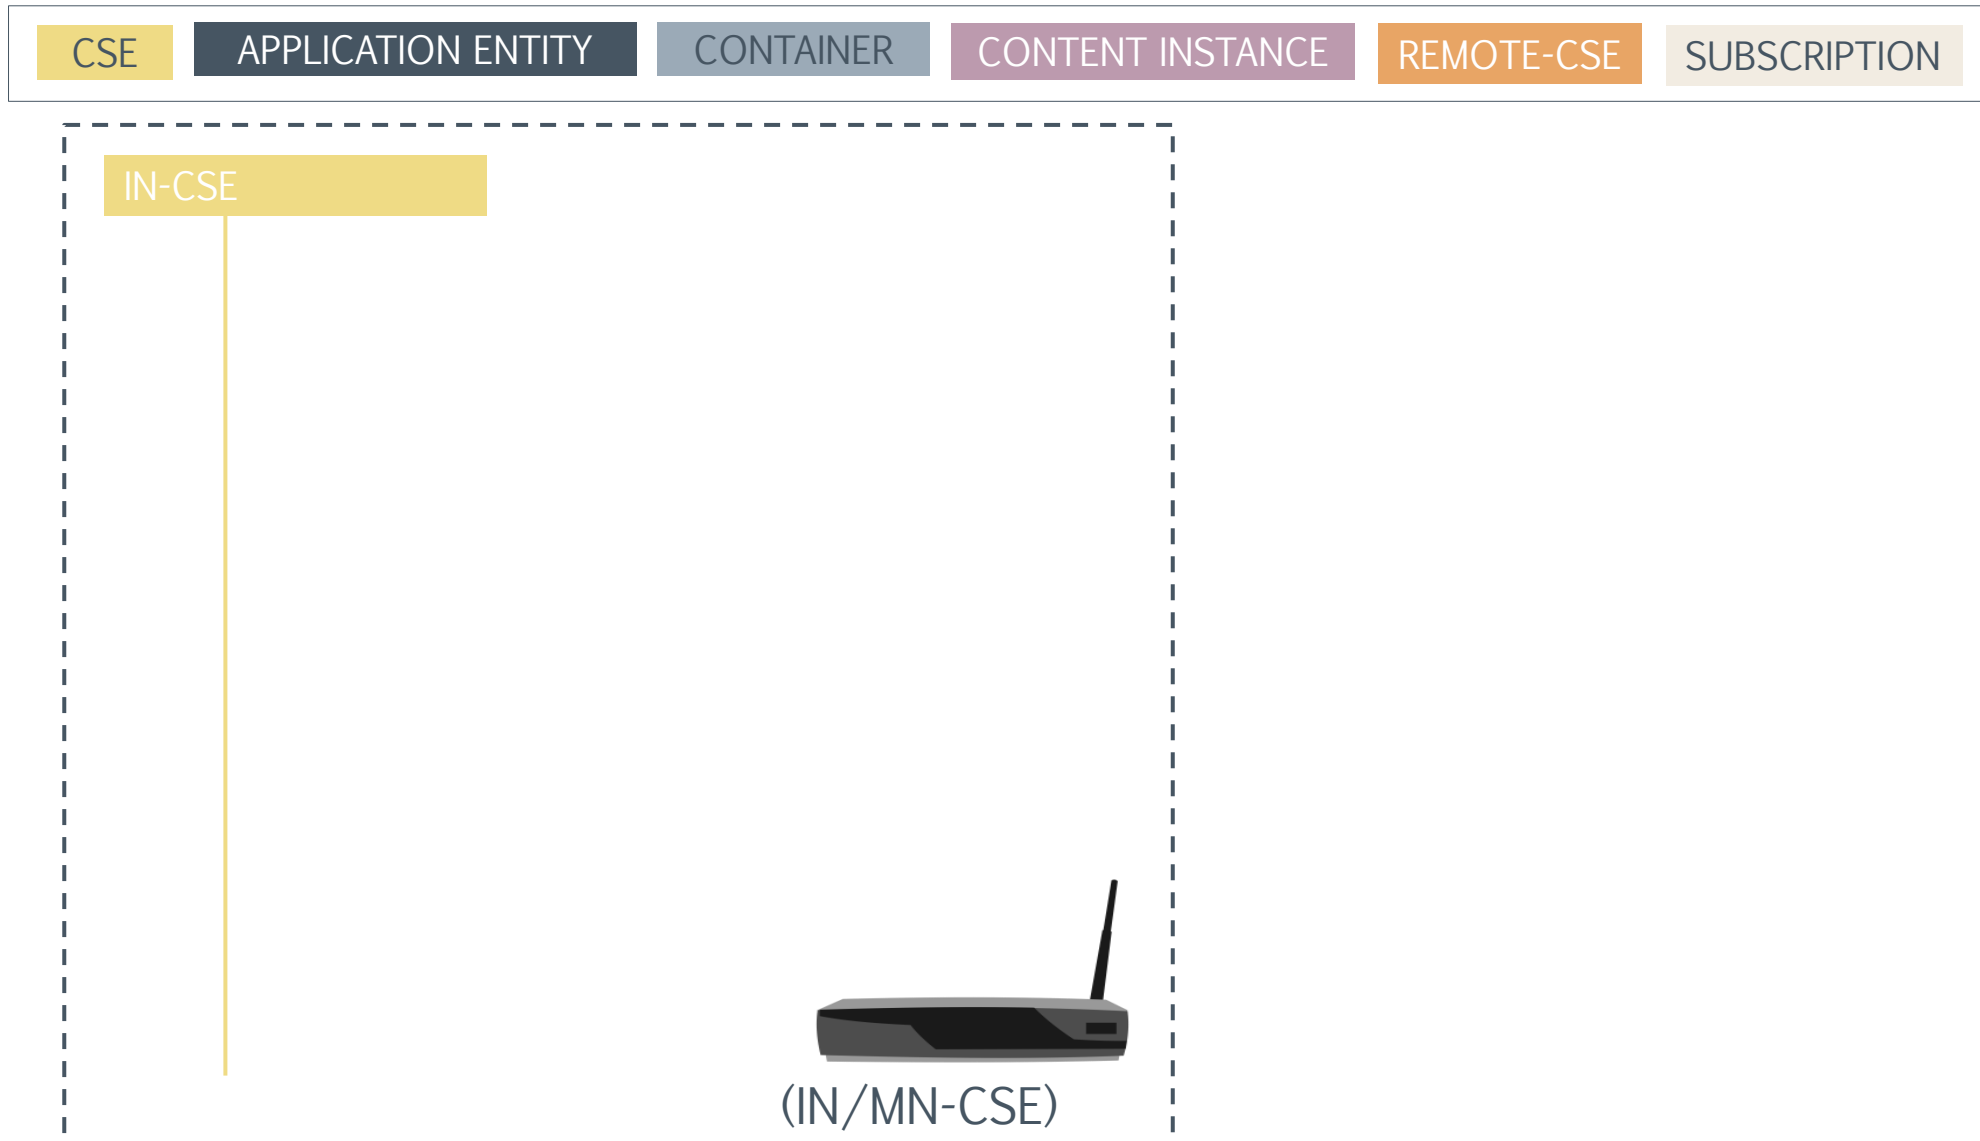 CSE APPLICATION ENTITY CONTAINER CONTENT INSTANCE REMOTE-CSE SUBSCRIPTION
IN-CSE
(IN/MN-CSE)